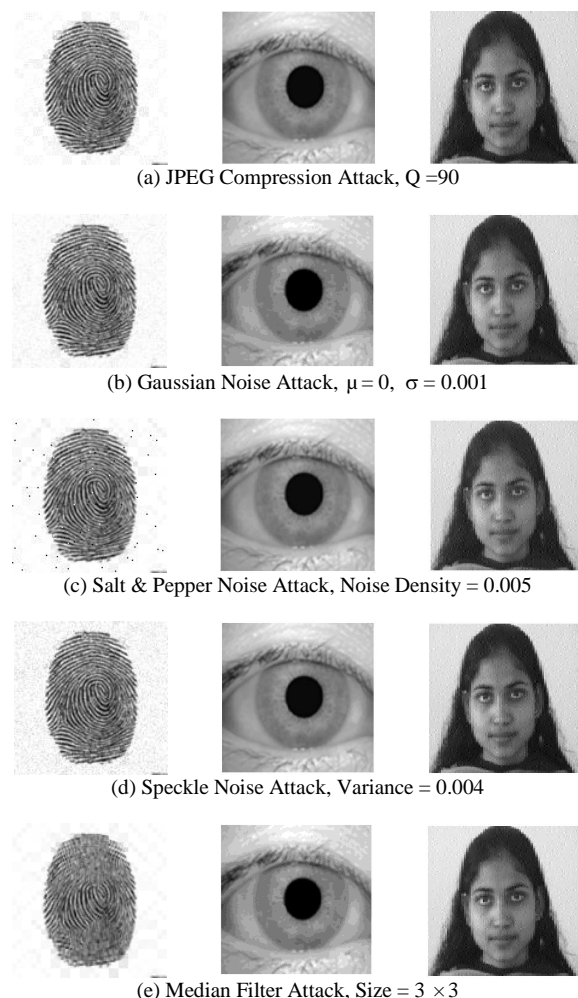 (a) JPEG Compression Attack, Q =90
(b) Gaussian Noise Attack, μ = 0, σ = 0.001
(c) Salt & Pepper Noise Attack, Noise Density = 0.005
(d) Speckle Noise Attack, Variance = 0.004
(e) Median Filter Attack, Size = 3 × 3